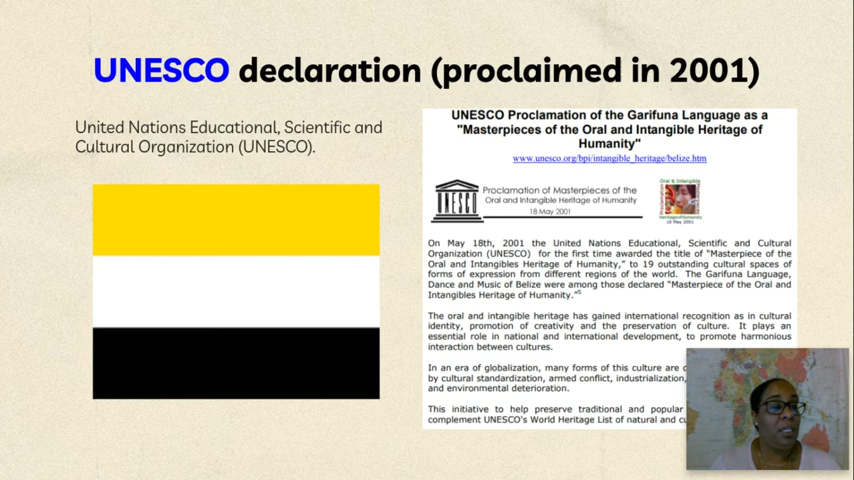 UNESCO declaration (proclaimed in 2001)
United Nations Educational, Scientific and
Cultural Organization (UNESCO).
UNESCO Proclamation of the Garifuna Language as a
"Masterpieces of the Oral and Intangible Heritage of
Humanity"
www.unesco.org/bpi/intangible_heritage/belize.htm
UNESCO
Proclamation of Masterpieces of the
Oral and Intangible Heritage of Humanity
18 May 2001
Oral & Intangible
18 May 2001
On May 18th, 2001 the United Nations Educational, Scientific and Cultural
Organization (UNESCO) for the first time awarded the title of "Masterpiece of the
Oral and Intangibles Heritage of Humanity," to 19 outstanding cultural spaces of
forms of expression from different regions of the world. The Garifuna Language,
Dance and Music of Belize were among those declared "Masterpiece of the Oral and
Intangibles Heritage of Humanity."5
The oral and intangible heritage has gained international recognition as in cultural
identity, promotion of creativity and the preservation of culture. It plays an
essential role in national and international development, to promote harmonious
interaction between cultures.
In an era of globalization, many forms of this culture are
by cultural standardization, armed conflict, industrialization,
and environmental deterioration.
This initiative to help preserve traditional and popular
complement UNESCO's World Heritage List of natural and